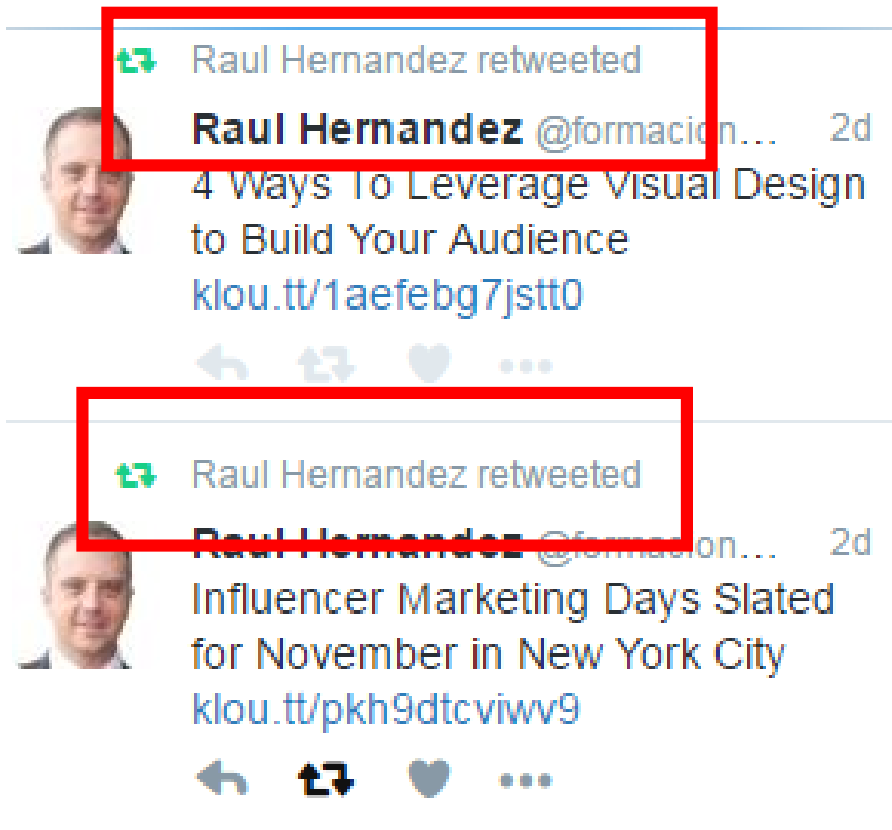 Raul Hernandez retweeted
Raul Hernandez @formacion... 2d
4 Ways To Leverage Visual Design
to Build Your Audience
klou.tt/1aefebg7jstt0
Raul Hernandez retweeted
Raul Hernandez @formacion... 2d
Influencer Marketing Days Slated
for November in New York City
klou.tt/pkh9dtcviwv9